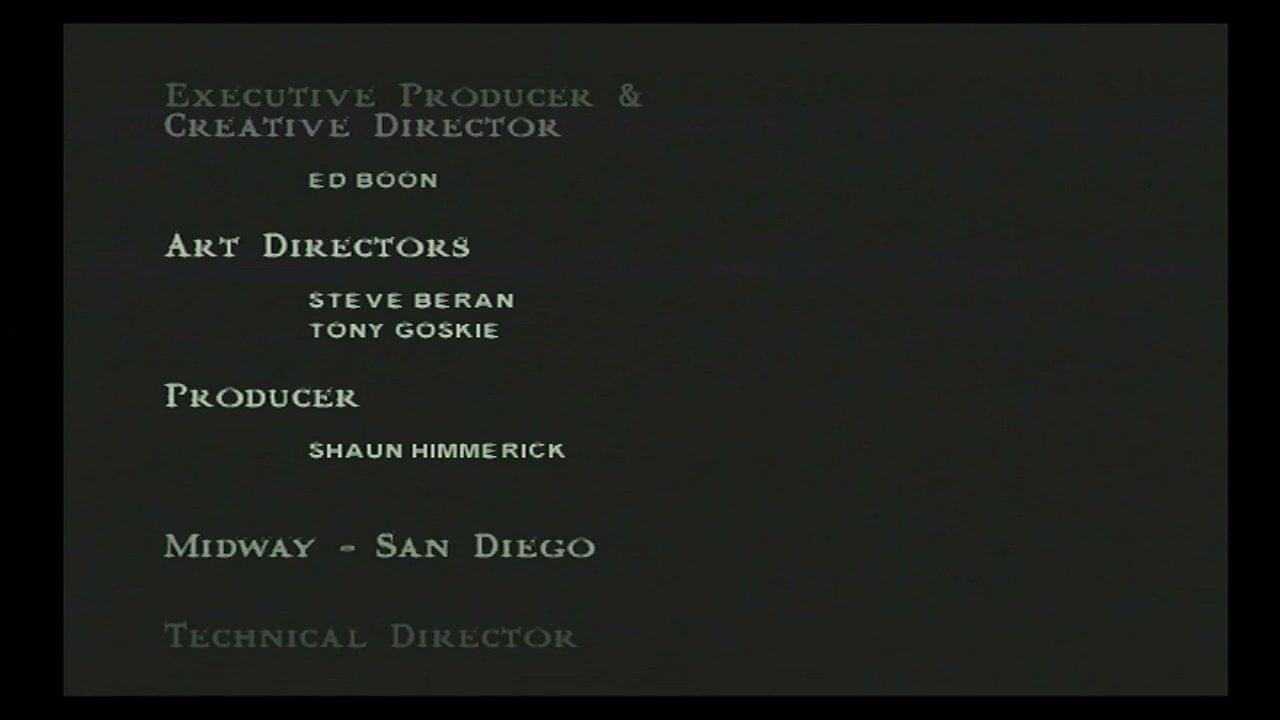 EXECUTIVE PRODUCER &
CREATIVE DIRECTOR
ED BOON
ART DIRECTORS
STEVE BERAN
TONY GOSKIE
PRODUCER
SHAUN HIMMERICK
MIDWAY - SAN DIEGO
TECHNICAL DIRECTOR